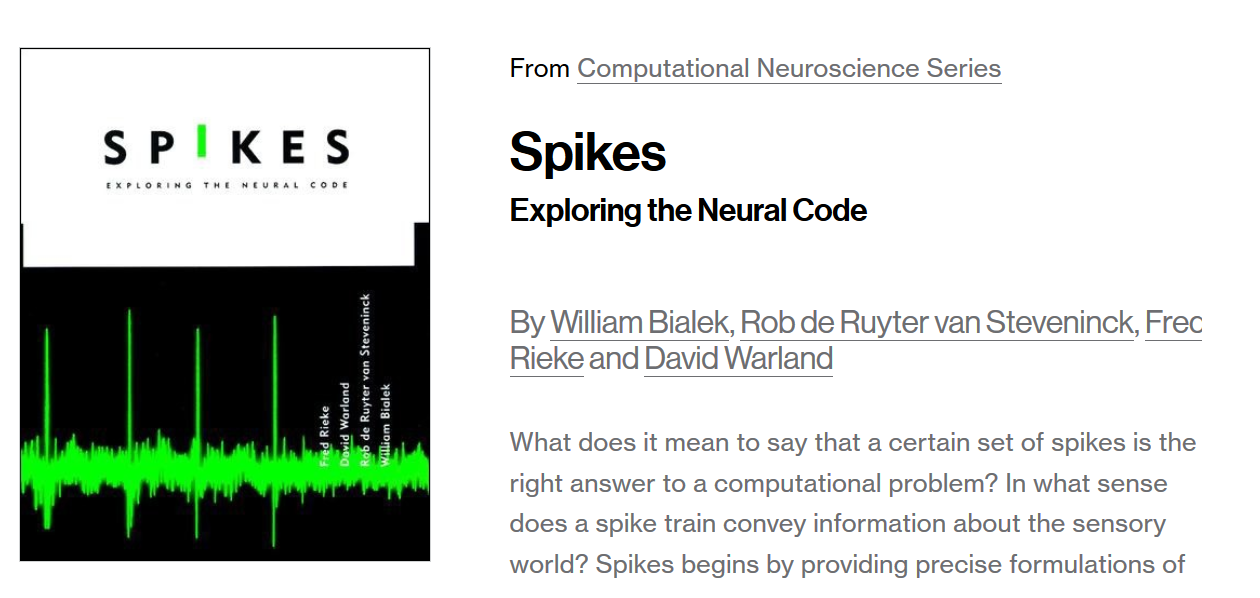 SPIKES
EXPLORING THE NEURAL CODE
Fred Rieke
David Warland
Rob de Ruyter van Steveninck
William Bialek
From Computational Neuroscience Series
Spikes
Exploring the Neural Code
By William Bialek, Rob de Ruyter van Steveninck, Fred
Rieke and David Warland
What does it mean to say that a certain set of spikes is the
right answer to a computational problem? In what sense
does a spike train convey information about the sensory
world? Spikes begins by providing precise formulations of